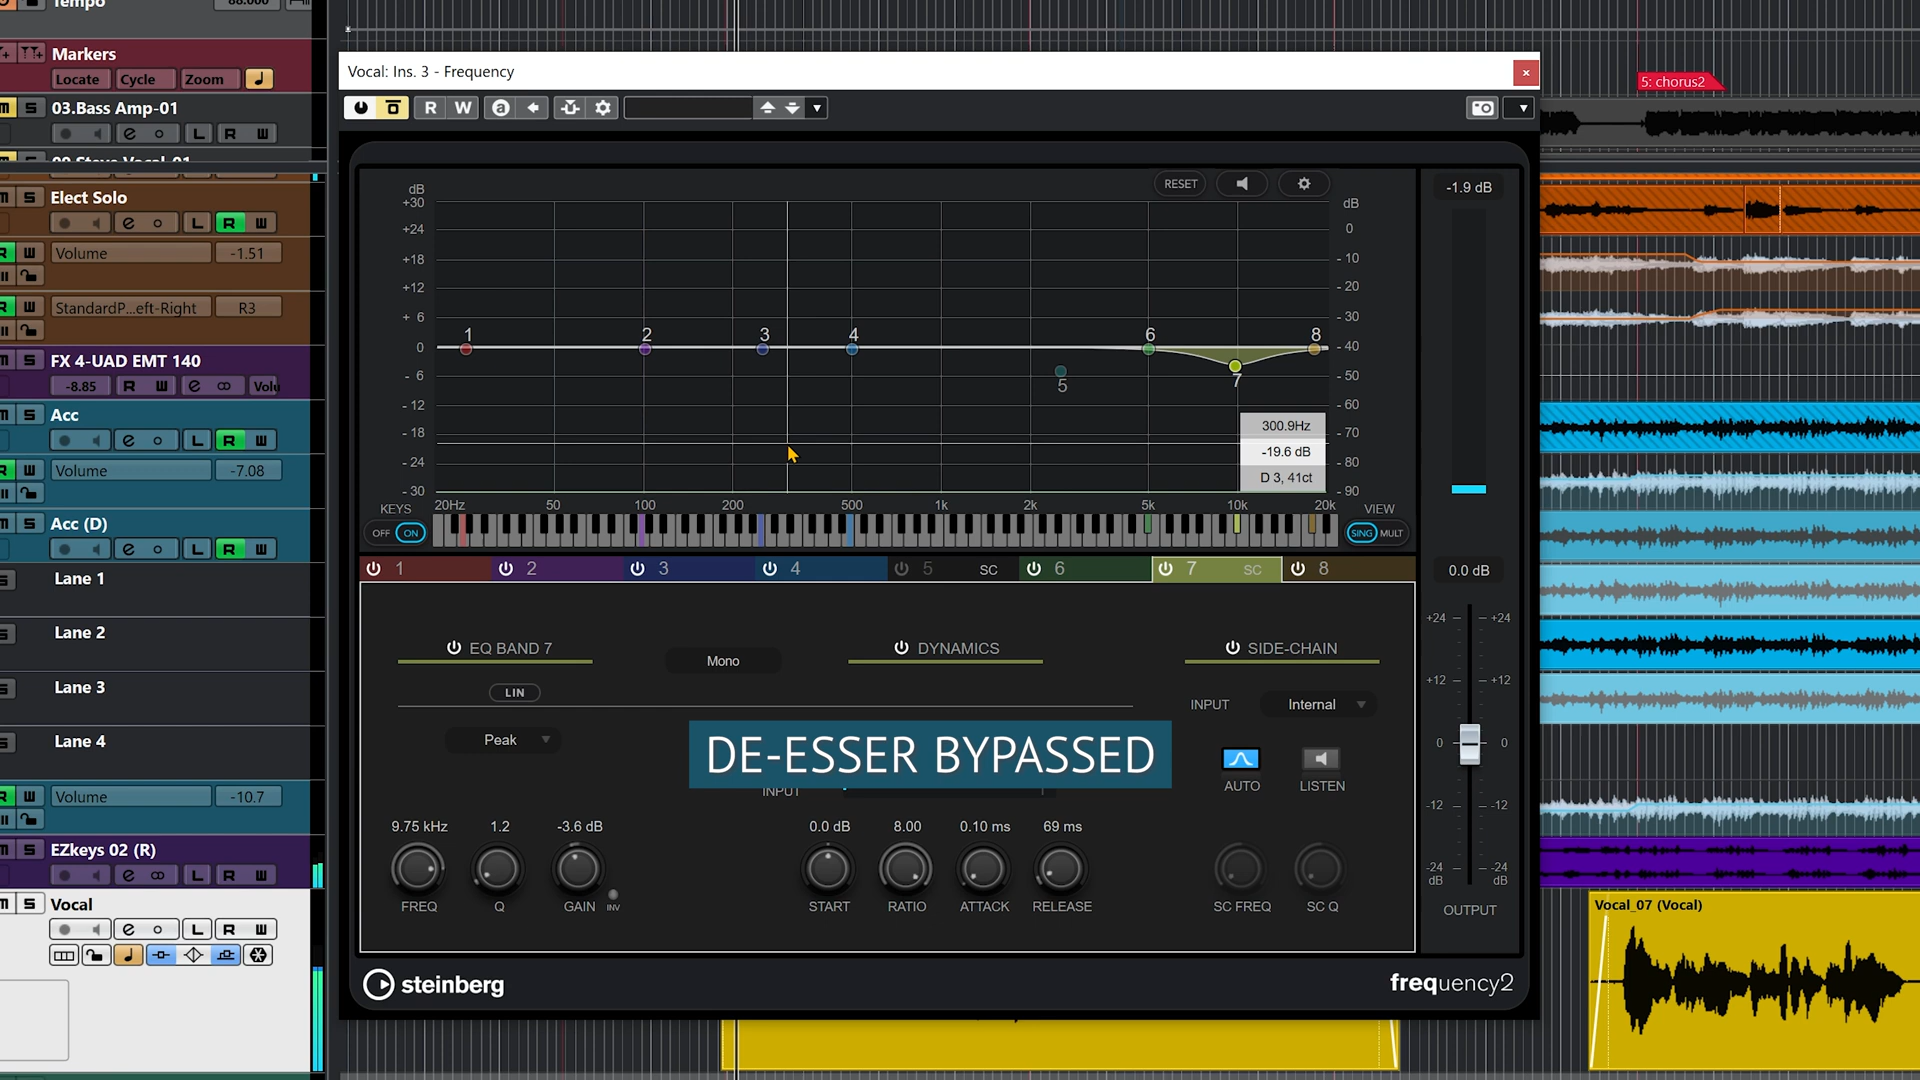 Tempo
88.000
Markers
Locate Cycle Zoom
03.Bass Amp-01
L R W
Elect Solo
L R W
Volume -1.51
StandardP...eft-Right R3
FX 4-UAD EMT 140
-8.85 R W e Volu
Acc
L R W
Volume -7.08
Acc (D)
L R W
Lane 1
Lane 2
Lane 3
Lane 4
Volume -10.7
EZkeys 02 (R)
L R W
Vocal
L R W
Vocal: Ins. 3 - Frequency
R W a
5: chorus2
RESET
dB
+30
+24
+18
+12
+ 6
0
- 6
- 12
- 18
- 24
- 30
dB
0
- 10
- 20
- 30
- 40
- 50
- 60
- 70
- 80
- 90
1 2 3 4 5 6 7 8
300.9Hz
-19.6 dB
D 3, 41ct
20Hz 50 100 200 500 1k 2k 5k 10k 20k
KEYS
OFF ON
VIEW
SING MULT
1 2 3 4 5 SC 6 7 SC 8
EQ BAND 7
Mono
DYNAMICS
SIDE-CHAIN
LIN
INPUT Internal
Peak
DE-ESSER BYPASSED
INPUT
AUTO LISTEN
9.75 kHz 1.2 -3.6 dB 0.0 dB 8.00 0.10 ms 69 ms
FREQ Q GAIN INV START RATIO ATTACK RELEASE SC FREQ SC Q
-1.9 dB
0.0 dB
+24 +24
+12 +12
0 0
-12 -12
-24 -24
dB dB
OUTPUT
steinberg
frequency2
Vocal_07 (Vocal)